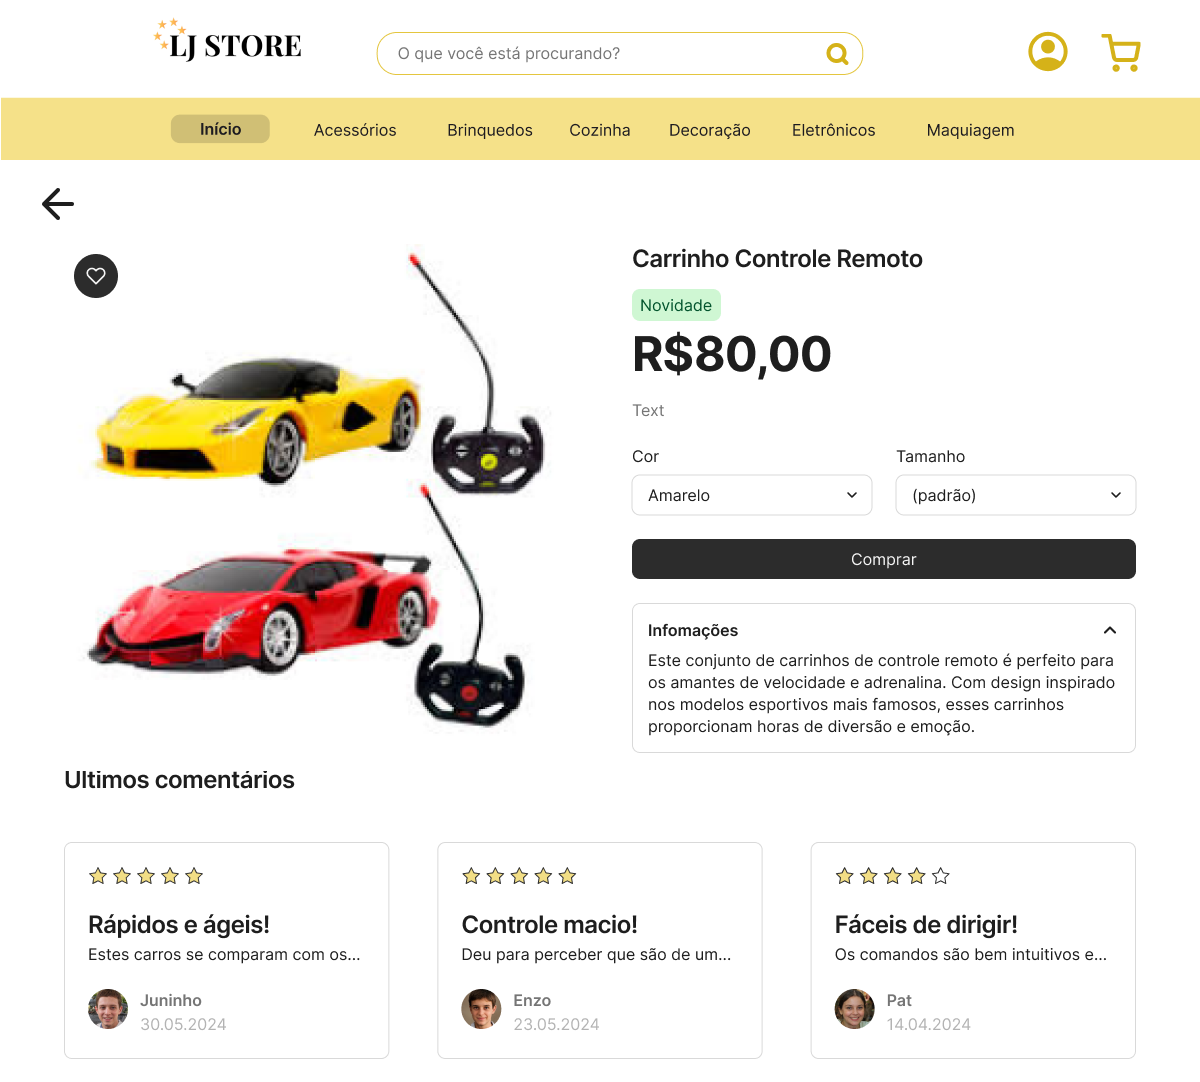 LJ STORE
O que você está procurando?
Início
Acessórios
Brinquedos
Cozinha
Decoração
Eletrônicos
Maquiagem
Carrinho Controle Remoto
Novidade
R$80,00
Text
Cor
Tamanho
Amarelo
(padrão)
Comprar
Infomações
Este conjunto de carrinhos de controle remoto é perfeito para
os amantes de velocidade e adrenalina. Com design inspirado
nos modelos esportivos mais famosos, esses carrinhos
proporcionam horas de diversão e emoção.
Ultimos comentários
Rápidos e ágeis!
Estes carros se comparam com os...
Juninho
30.05.2024
Controle macio!
Deu para perceber que são de um...
Enzo
23.05.2024
Fáceis de dirigir!
Os comandos são bem intuitivos e...
Pat
14.04.2024